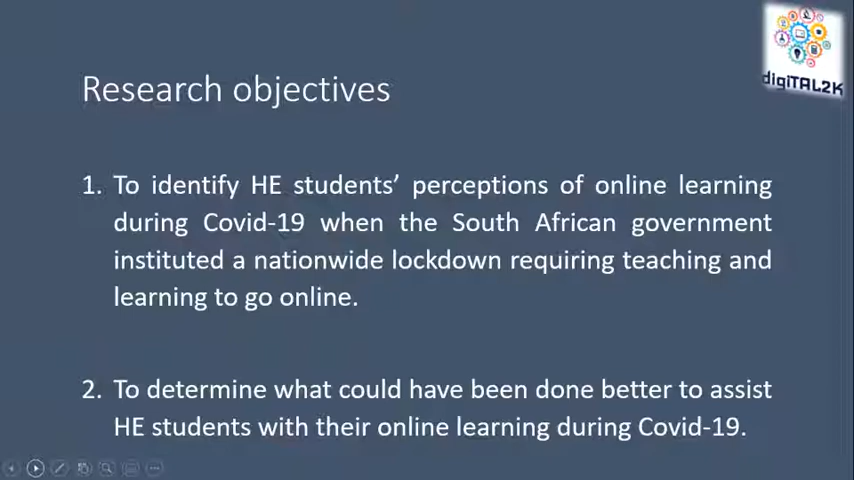 digiTAL2K
Research objectives
1. To identify HE students’ perceptions of online learning
during Covid-19 when the South African government
instituted a nationwide lockdown requiring teaching and
learning to go online.
2. To determine what could have been done better to assist
HE students with their online learning during Covid-19.